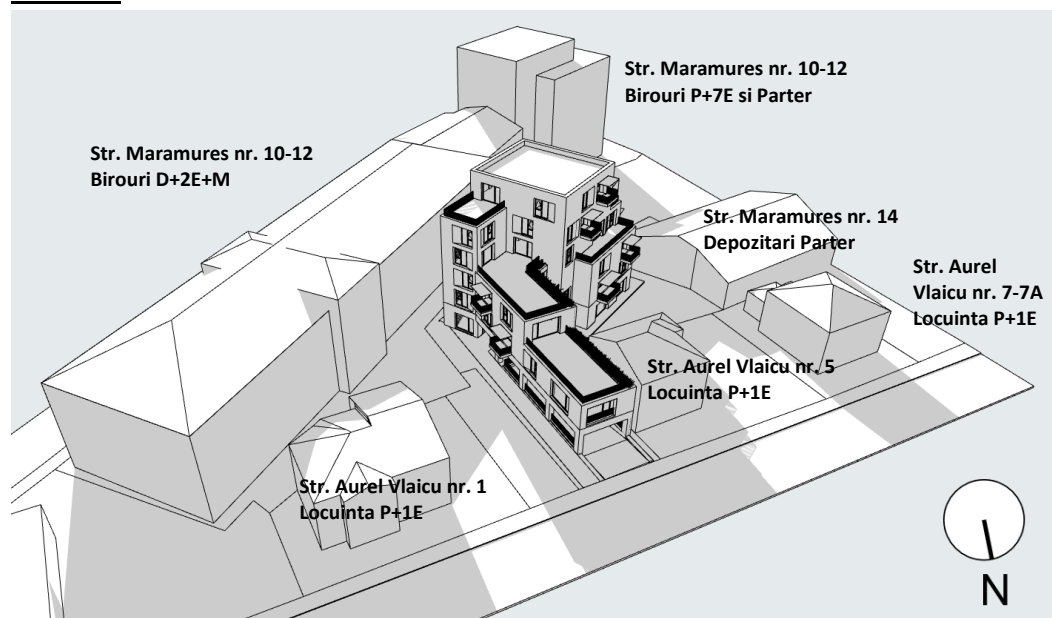 Str. Maramures nr. 10-12
Birouri P+7E si Parter
Str. Maramures nr. 10-12
Birouri D+2E+M
Str. Maramures nr. 14
Depozitari Parter
Str. Aurel
Vlaicu nr. 7-7A
Locuinta P+1E
Str. Aurel Vlaicu nr. 5
Locuinta P+1E
Str. Aurel Vlaicu nr. 1
Locuinta P+1E
N